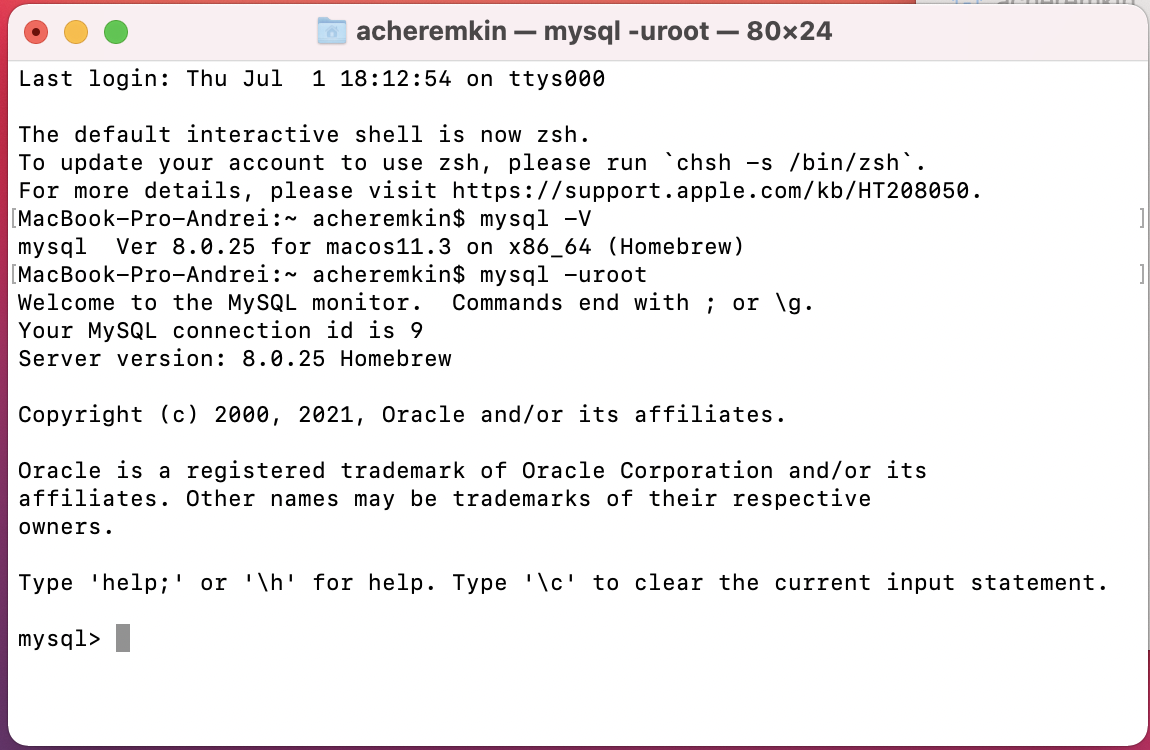 acheremkin
acheremkin — mysql -uroot — 80×24
Last login: Thu Jul  1 18:12:54 on ttys000
The default interactive shell is now zsh.
To update your account to use zsh, please run `chsh -s /bin/zsh`.
For more details, please visit https://support.apple.com/kb/HT208050.
[MacBook-Pro-Andrei:~ acheremkin$ mysql -V ]
mysql  Ver 8.0.25 for macos11.3 on x86_64 (Homebrew)
[MacBook-Pro-Andrei:~ acheremkin$ mysql -uroot ]
Welcome to the MySQL monitor.  Commands end with ; or \g.
Your MySQL connection id is 9
Server version: 8.0.25 Homebrew
Copyright (c) 2000, 2021, Oracle and/or its affiliates.
Oracle is a registered trademark of Oracle Corporation and/or its
affiliates. Other names may be trademarks of their respective
owners.
Type 'help;' or '\h' for help. Type '\c' to clear the current input statement.
mysql>